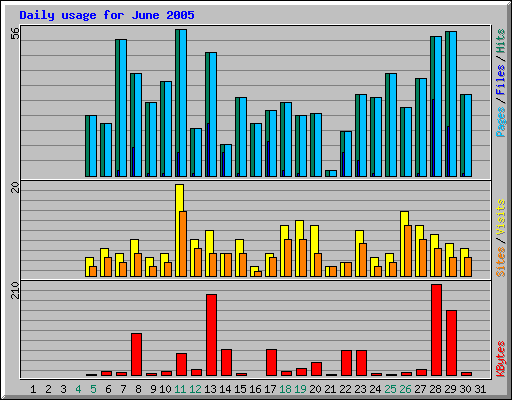 Daily usage for June 2005
56
20
210
Pages / Files / Hits
Sites / Visits
KBytes
1 2 3 4 5 6 7 8 9 10 11 12 13 14 15 16 17 18 19 20 21 22 23 24 25 26 27 28 29 30 31